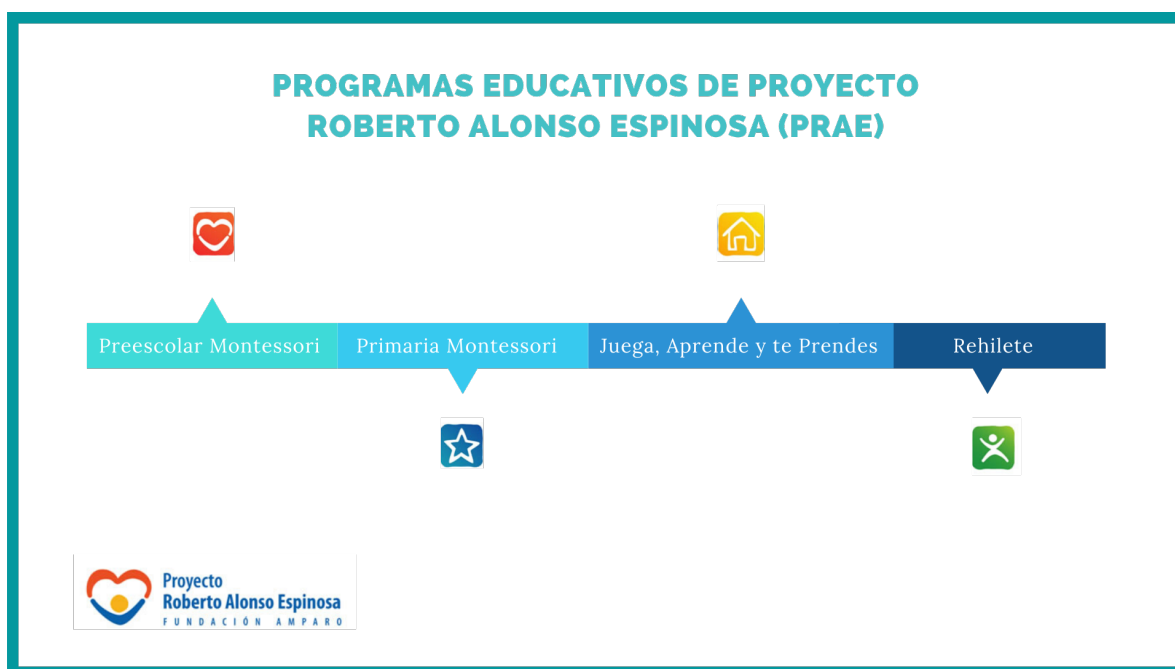 PROGRAMAS EDUCATIVOS DE PROYECTO
ROBERTO ALONSO ESPINOSA (PRAE)
Preescolar Montessori
Primaria Montessori
Juega, Aprende y te Prendes
Rehilete
Proyecto
Roberto Alonso Espinosa
FUNDACIÓN AMPARO